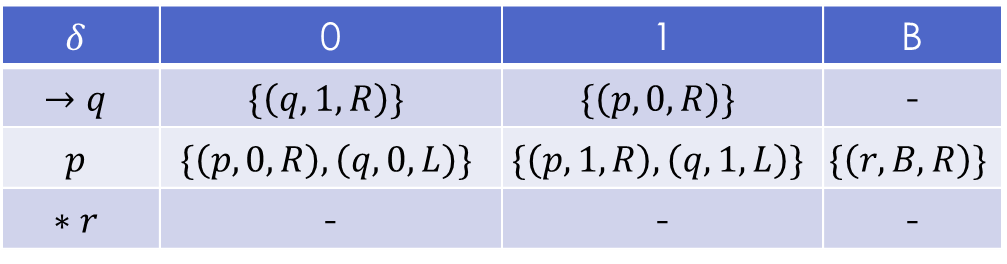 δ 0 1 B
→ q {(q, 1, R)} {(p, 0, R)} -
p {(p, 0, R), (q, 0, L)} {(p, 1, R), (q, 1, L)} {(r, B, R)}
∗ r - - -